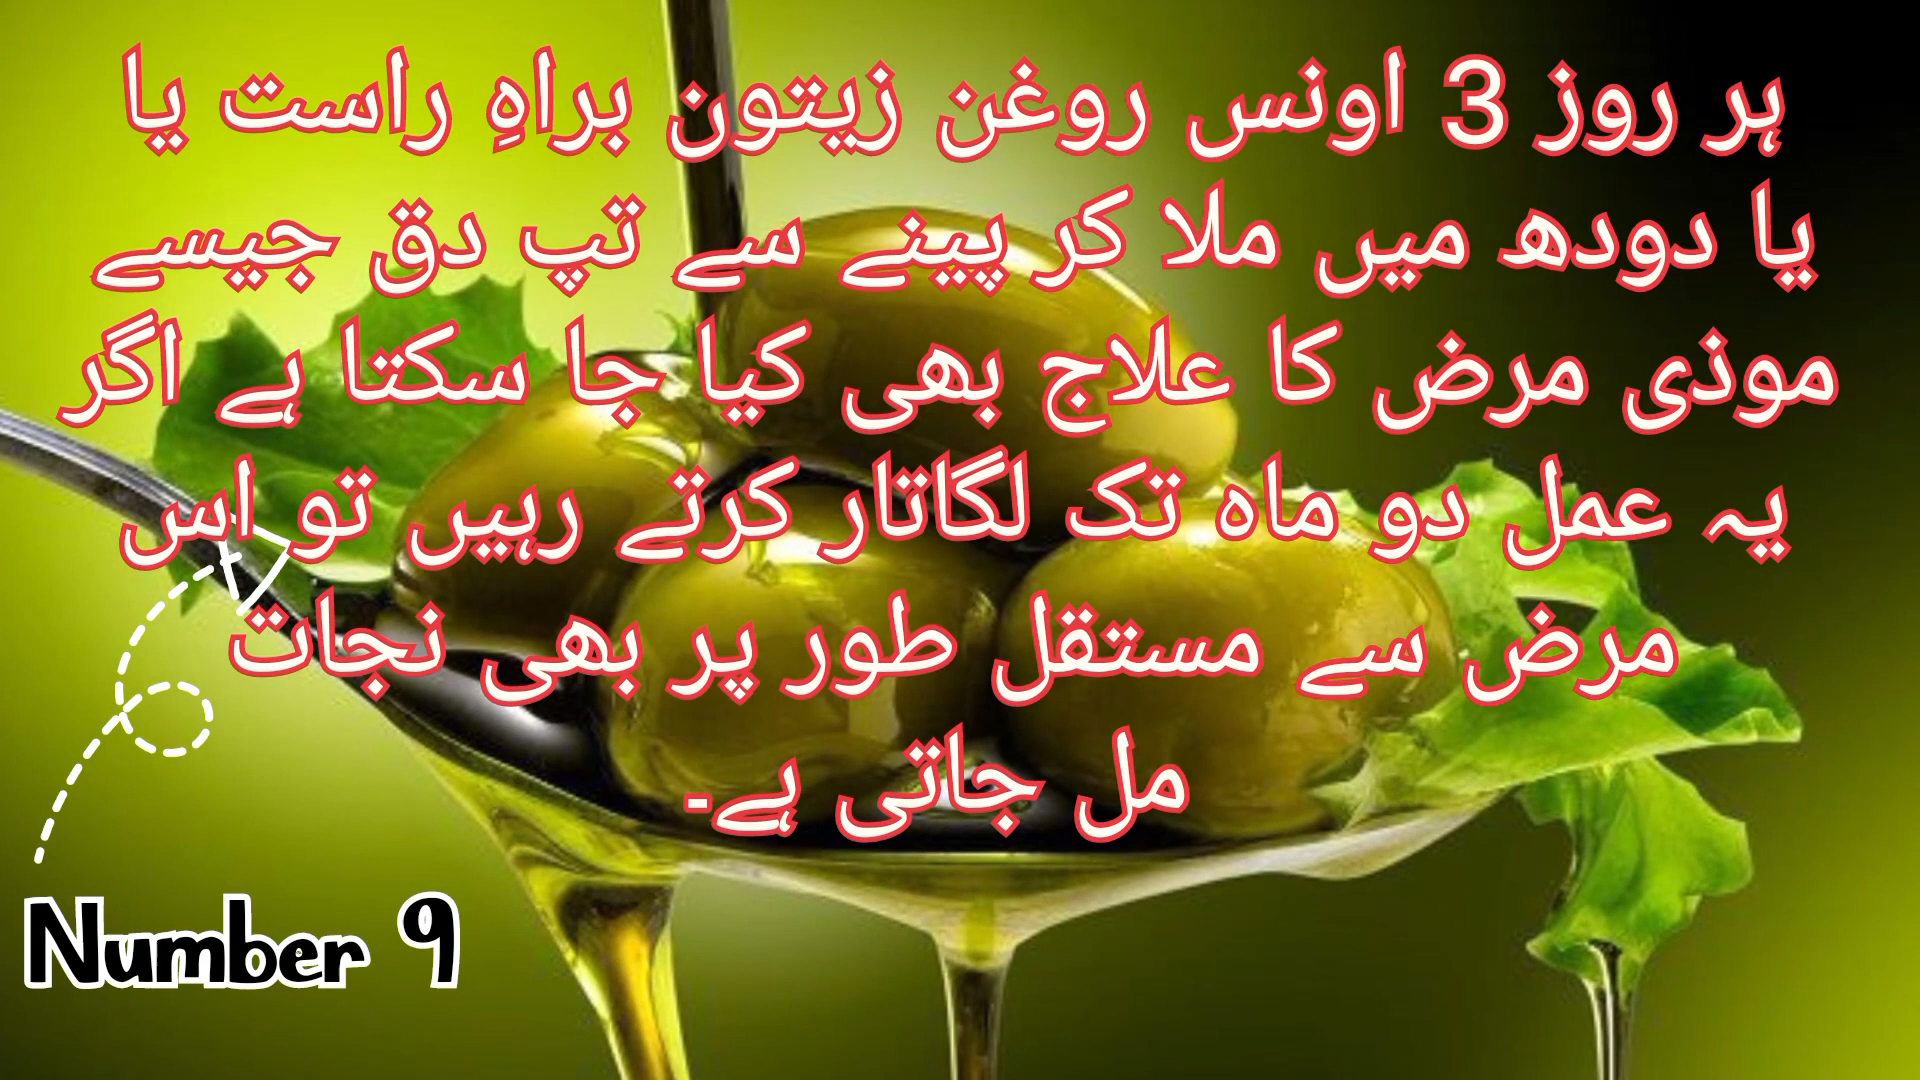 ہر روز 3 اونس روغن زیتون براہِ راست یا
یا دودھ میں ملا کر پینے سے تپ دق جیسے
موذی مرض کا علاج بھی کیا جا سکتا ہے اگر
یہ عمل دو ماہ تک لگاتار کرتے رہیں تو اس
مرض سے مستقل طور پر بھی نجات
مل جاتی ہے۔
Number 9